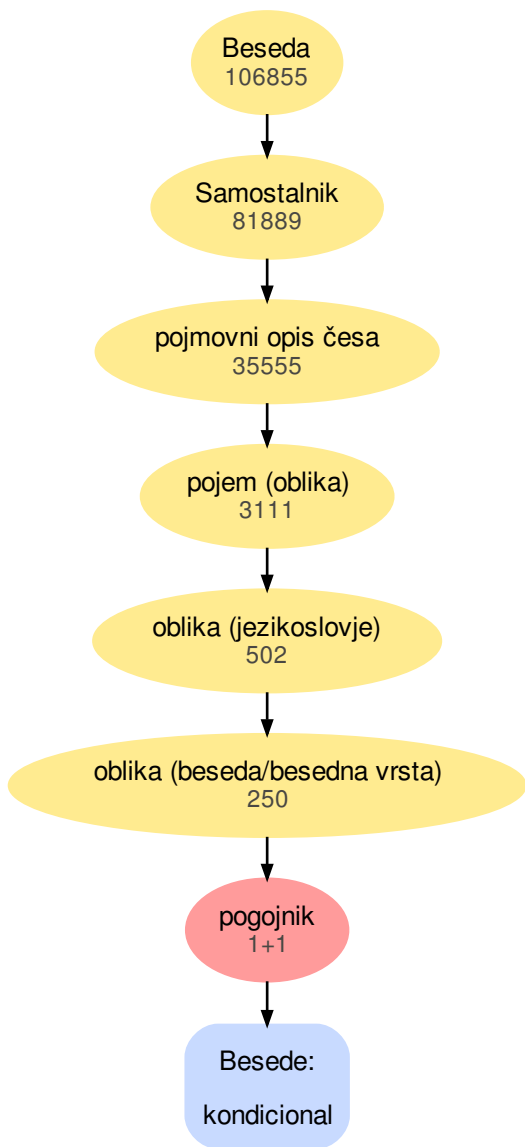 Beseda
106855
Samostalnik
81889
pojmovni opis česa
35555
pojem (oblika)
3111
oblika (jezikoslovje)
502
oblika (beseda/besedna vrsta)
250
pogojnik
1+1
Besede:
kondicional